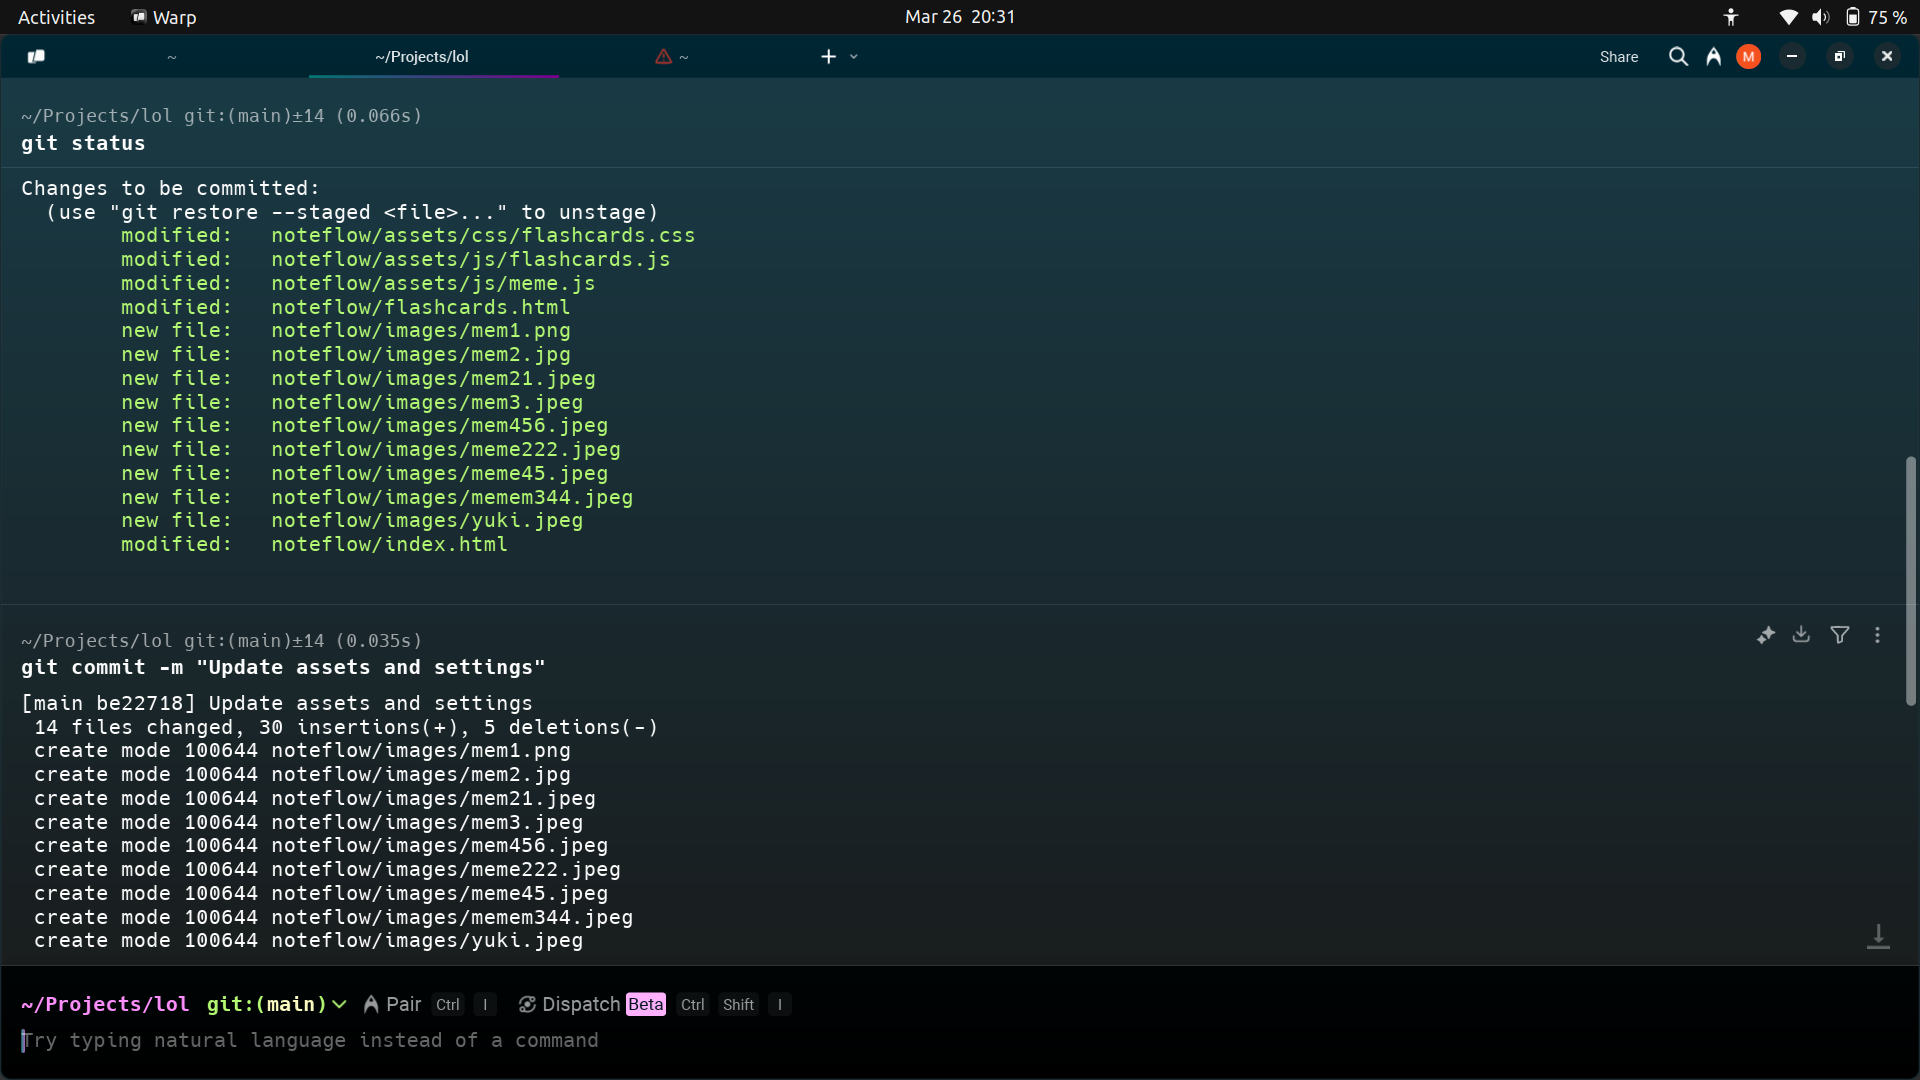 Activities Warp Mar 26 20:31 75 %
~ ~/Projects/lol ~ Share M
~/Projects/lol git:(main)±14 (0.066s)
git status
Changes to be committed:
(use "git restore --staged <file>..." to unstage)
modified: noteflow/assets/css/flashcards.css
modified: noteflow/assets/js/flashcards.js
modified: noteflow/assets/js/meme.js
modified: noteflow/flashcards.html
new file: noteflow/images/mem1.png
new file: noteflow/images/mem2.jpg
new file: noteflow/images/mem21.jpeg
new file: noteflow/images/mem3.jpeg
new file: noteflow/images/mem456.jpeg
new file: noteflow/images/meme222.jpeg
new file: noteflow/images/meme45.jpeg
new file: noteflow/images/memem344.jpeg
new file: noteflow/images/yuki.jpeg
modified: noteflow/index.html
~/Projects/lol git:(main)±14 (0.035s)
git commit -m "Update assets and settings"
[main be22718] Update assets and settings
14 files changed, 30 insertions(+), 5 deletions(-)
create mode 100644 noteflow/images/mem1.png
create mode 100644 noteflow/images/mem2.jpg
create mode 100644 noteflow/images/mem21.jpeg
create mode 100644 noteflow/images/mem3.jpeg
create mode 100644 noteflow/images/mem456.jpeg
create mode 100644 noteflow/images/meme222.jpeg
create mode 100644 noteflow/images/meme45.jpeg
create mode 100644 noteflow/images/memem344.jpeg
create mode 100644 noteflow/images/yuki.jpeg
~/Projects/lol git:(main) Pair Ctrl I Dispatch Beta Ctrl Shift I
Try typing natural language instead of a command